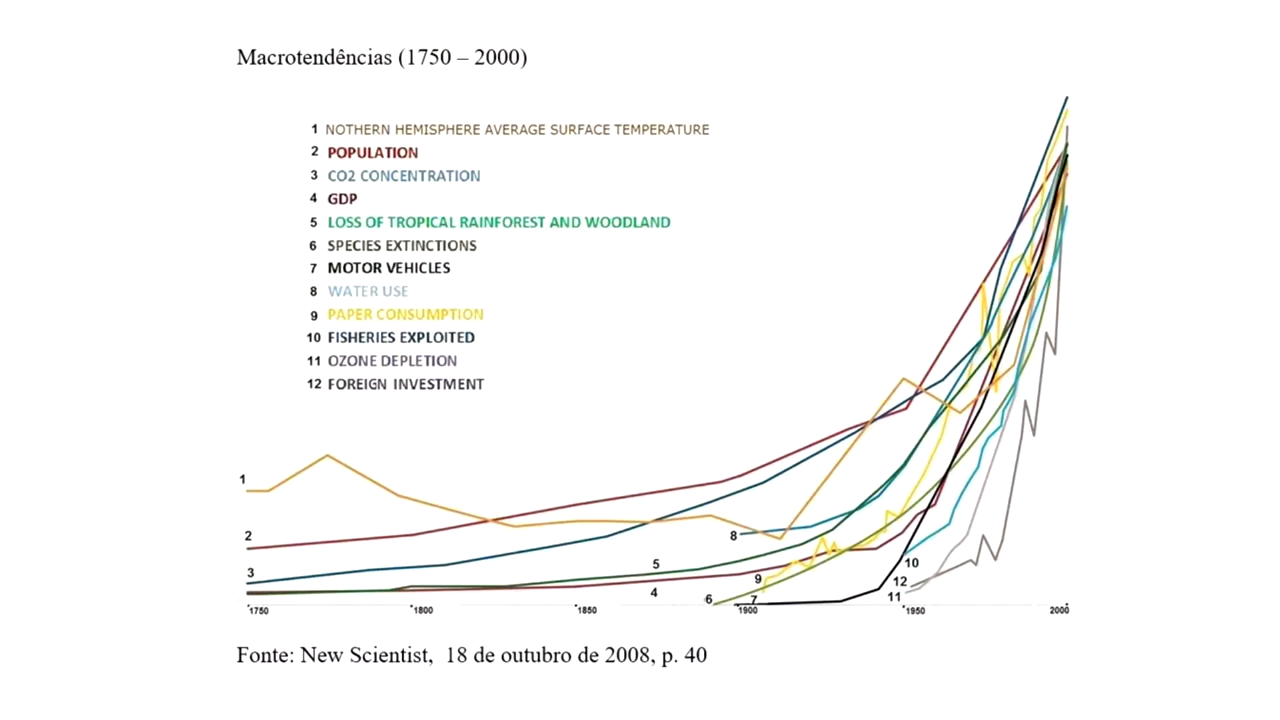 Macrotendências (1750 – 2000)
1 NOTHERN HEMISPHERE AVERAGE SURFACE TEMPERATURE
2 POPULATION
3 CO2 CONCENTRATION
4 GDP
5 LOSS OF TROPICAL RAINFOREST AND WOODLAND
6 SPECIES EXTINCTIONS
7 MOTOR VEHICLES
8 WATER USE
9 PAPER CONSUMPTION
10 FISHERIES EXPLOITED
11 OZONE DEPLETION
12 FOREIGN INVESTMENT
1
2
8
3
5
10
9
12
4
11
6
7
1750 1800 1850 1900 1950 2000
Fonte: New Scientist, 18 de outubro de 2008, p. 40